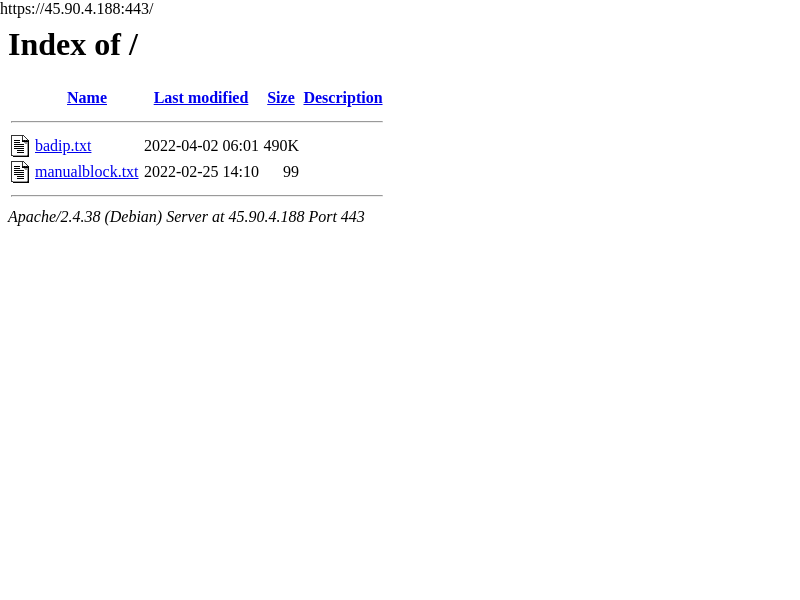 https://45.90.4.188:443/
Index of /
Name Last modified Size Description
badip.txt 2022-04-02 06:01 490K
manualblock.txt 2022-02-25 14:10 99
Apache/2.4.38 (Debian) Server at 45.90.4.188 Port 443